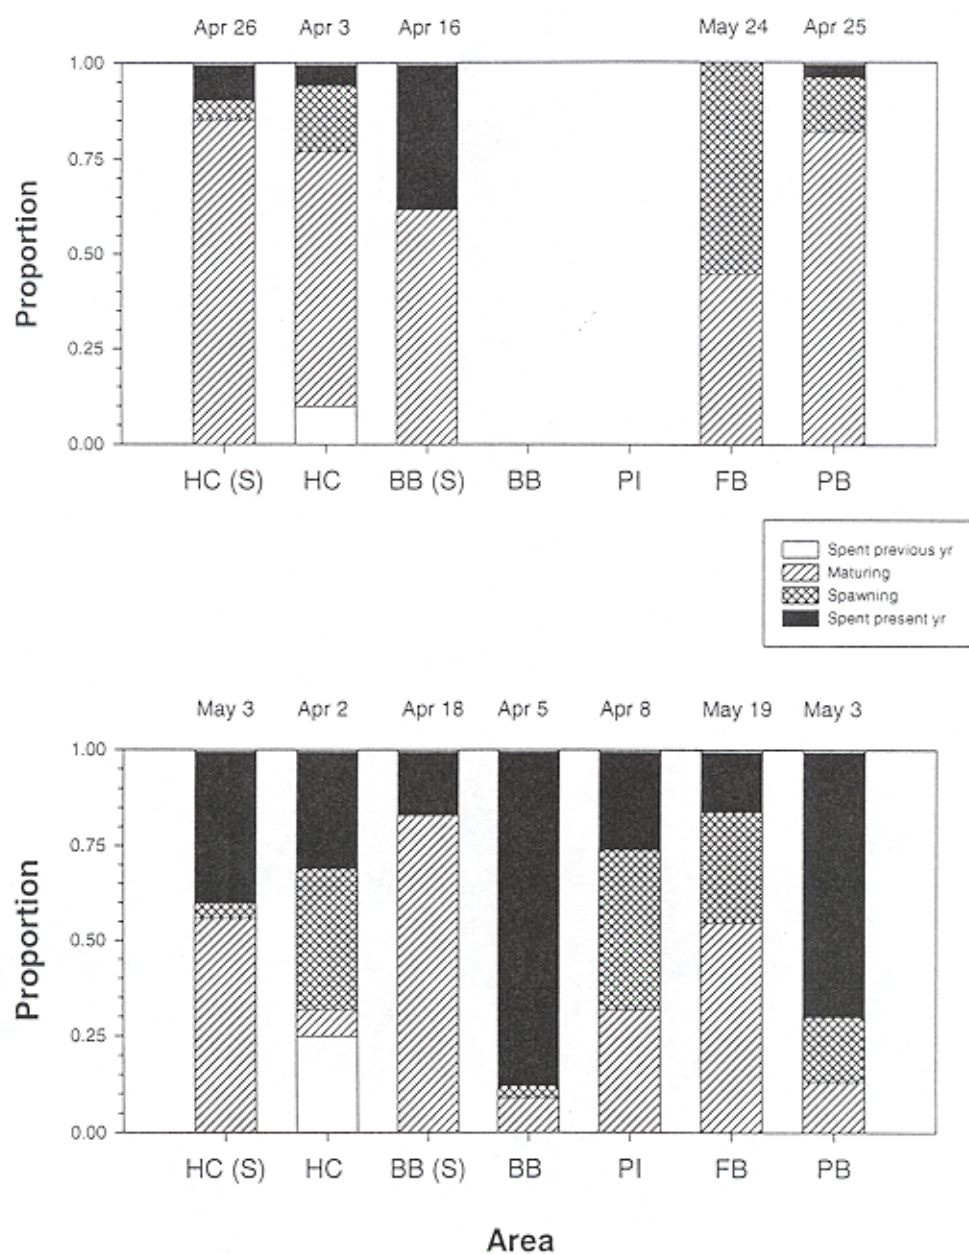 Apr 26 Apr 3 Apr 16 May 24 Apr 25
1.00
0.75
0.50
0.25
0.00
Proportion
HC (S) HC BB (S) BB PI FB PB
Spent previous yr
Maturing
Spawning
Spent present yr
May 3 Apr 2 Apr 18 Apr 5 Apr 8 May 19 May 3
1.00
0.75
0.50
0.25
0.00
Proportion
HC (S) HC BB (S) BB PI FB PB
Area